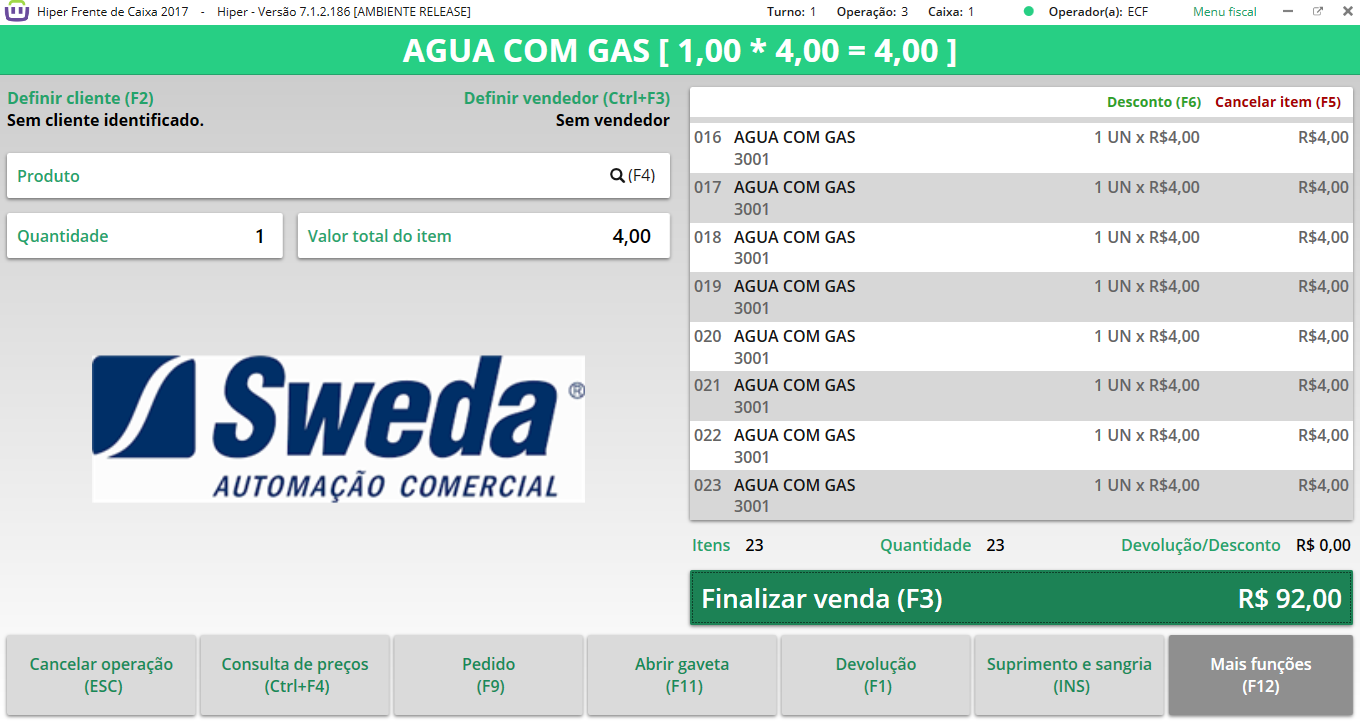 Hiper Frente de Caixa 2017 - Hiper - Versão 7.1.2.186 [AMBIENTE RELEASE] Turno: 1 Operação: 3 Caixa: 1 Operador(a): ECF Menu fiscal
AGUA COM GAS [ 1,00 * 4,00 = 4,00 ]
Definir cliente (F2) Definir vendedor (Ctrl+F3)
Sem cliente identificado. Sem vendedor
Produto (F4)
Quantidade 1 Valor total do item 4,00
Sweda®
AUTOMAÇÃO COMERCIAL
Desconto (F6) Cancelar item (F5)
016 AGUA COM GAS 1 UN x R$4,00 R$4,00
3001
017 AGUA COM GAS 1 UN x R$4,00 R$4,00
3001
018 AGUA COM GAS 1 UN x R$4,00 R$4,00
3001
019 AGUA COM GAS 1 UN x R$4,00 R$4,00
3001
020 AGUA COM GAS 1 UN x R$4,00 R$4,00
3001
021 AGUA COM GAS 1 UN x R$4,00 R$4,00
3001
022 AGUA COM GAS 1 UN x R$4,00 R$4,00
3001
023 AGUA COM GAS 1 UN x R$4,00 R$4,00
3001
Itens 23 Quantidade 23 Devolução/Desconto R$ 0,00
Finalizar venda (F3) R$ 92,00
Cancelar operação (ESC)
Consulta de preços (Ctrl+F4)
Pedido (F9)
Abrir gaveta (F11)
Devolução (F1)
Suprimento e sangria (INS)
Mais funções (F12)